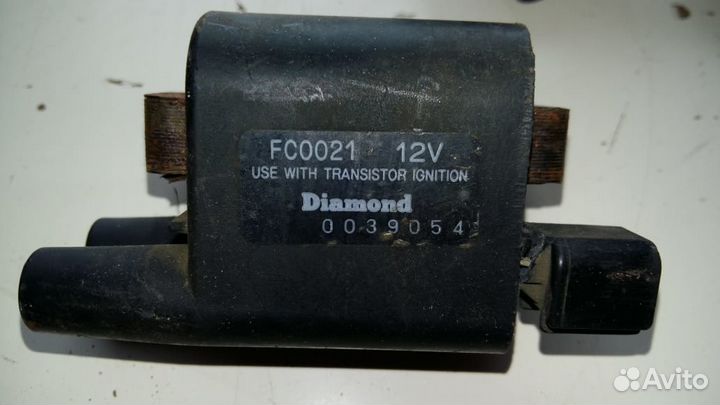 FC0021 12V
USE WITH TRANSISTOR IGNITION
Diamond
0039054
Avito